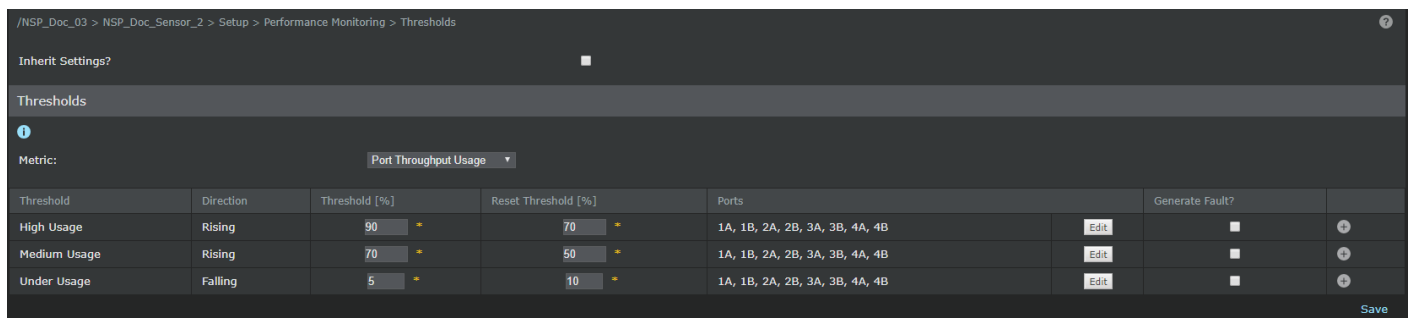 /NSP_Doc_03 > NSP_Doc_Sensor_2 > Setup > Performance Monitoring > Thresholds ?
Inherit Settings?
Thresholds
i
Metric: Port Throughput Usage
Threshold Direction Threshold [%] Reset Threshold [%] Ports Generate Fault?
High Usage Rising 90 * 70 * 1A, 1B, 2A, 2B, 3A, 3B, 4A, 4B Edit
Medium Usage Rising 70 * 50 * 1A, 1B, 2A, 2B, 3A, 3B, 4A, 4B Edit
Under Usage Falling 5 * 10 * 1A, 1B, 2A, 2B, 3A, 3B, 4A, 4B Edit
Save